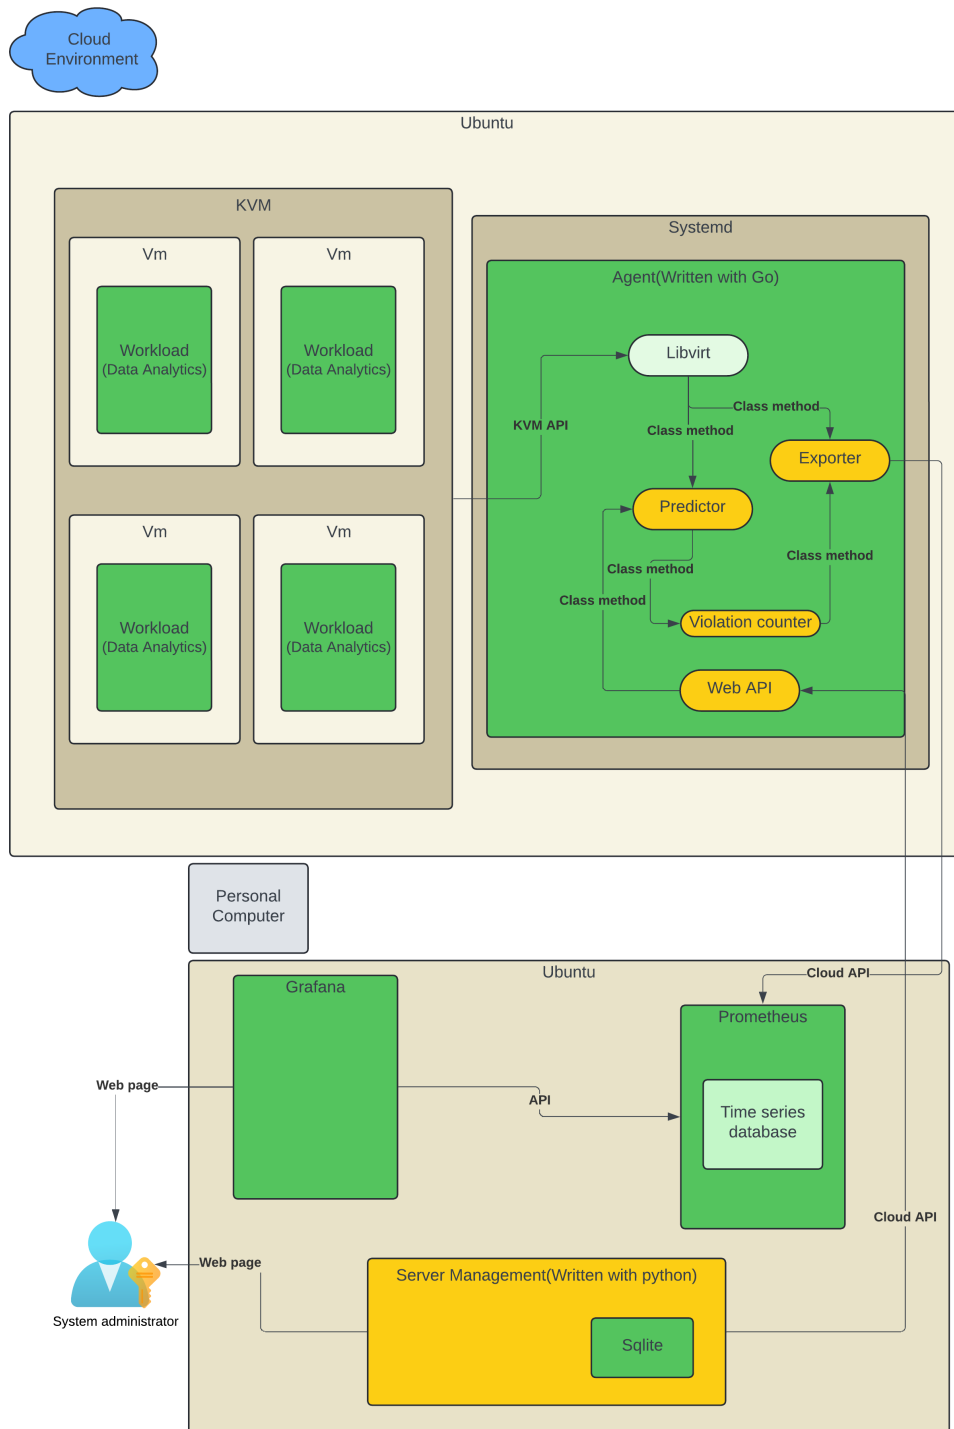 Cloud
Environment
Ubuntu
KVM
Vm
Workload
(Data Analytics)
Vm
Workload
(Data Analytics)
Vm
Workload
(Data Analytics)
Vm
Workload
(Data Analytics)
KVM API
Systemd
Agent(Written with Go)
Libvirt
Class method
Class method
Exporter
Predictor
Class method
Class method
Class method
Violation counter
Web API
Personal
Computer
Ubuntu
Cloud API
Grafana
Prometheus
Web page
API
Time series
database
Cloud API
Web page
Server Management(Written with python)
Sqlite
System administrator